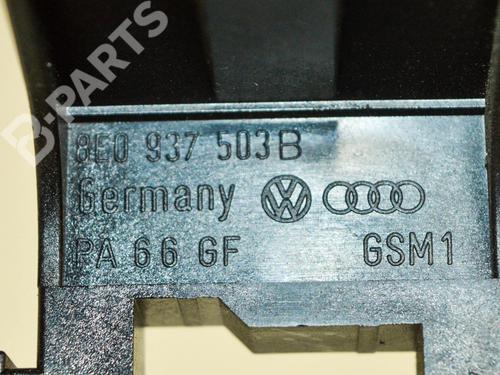 B-PARTS
8E0 937 503 B
Germany
PA 66 GF GSM1